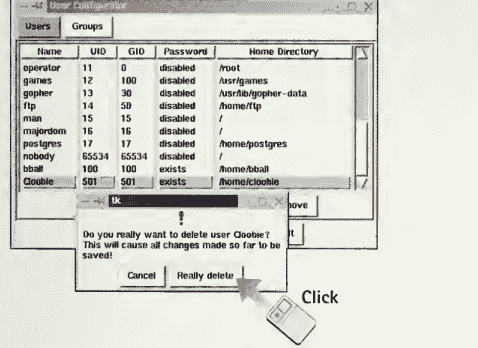 User Configurator
Users Groups
Name UID GID Password Home Directory
operator 11 0 disabled /root
games 12 100 disabled /usr/games
gopher 13 30 disabled /usr/lib/gopher-data
ftp 14 50 disabled /home/ftp
man 15 15 disabled /
majordom 16 16 disabled /
postgres 17 17 disabled /home/postgres
nobody 65534 65534 disabled /
bball 100 100 exists /home/bball
Cloobie 501 501 exists /home/cloobie
tk
ove
!
Do you really want to delete user Cloobie?
This will cause all changes made so far to be
saved!
Cancel Really delete
Click